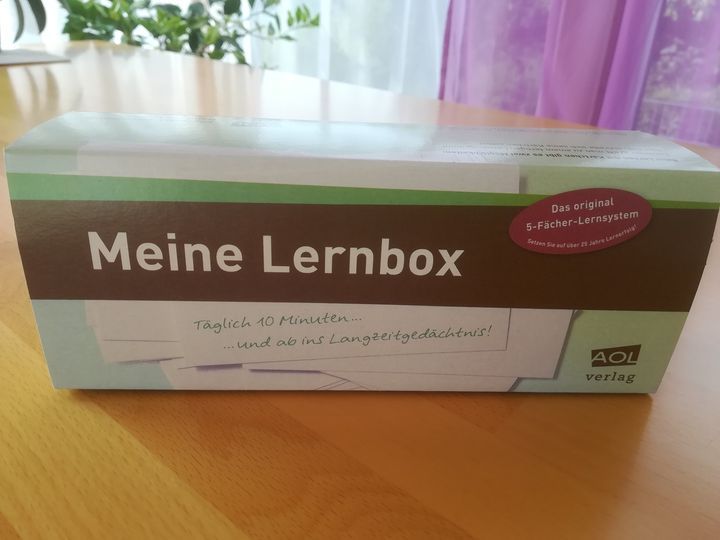 Meine Lernbox
Das original
5-Fächer-Lernsystem
Setzen Sie auf über 25 Jahre Lernerfolg!
Täglich 10 Minuten...
...und ab ins Langzeitgedächtnis!
AOL
verlag